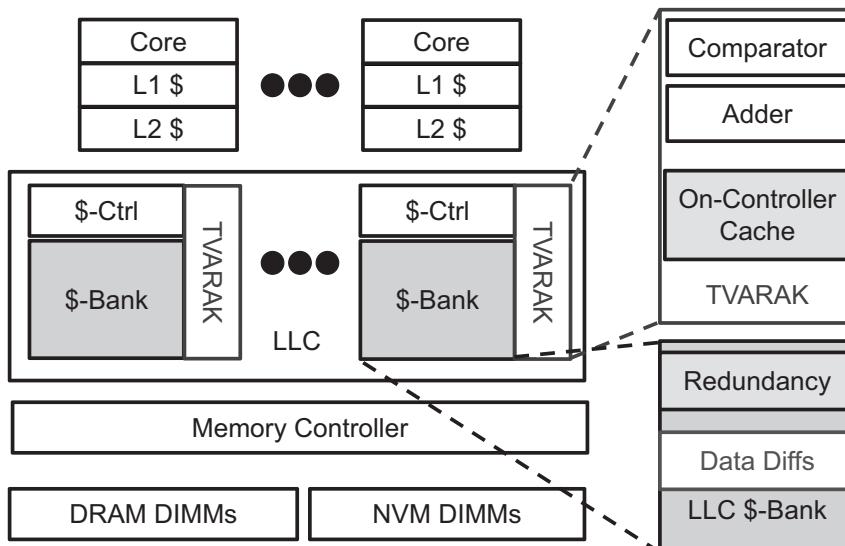 Core
L1 $
L2 $
Core
L1 $
L2 $
$-Ctrl
$-Bank
TVARAK
LLC
$-Ctrl
$-Bank
TVARAK
Memory Controller
DRAM DIMMs
NVM DIMMs
Comparator
Adder
On-Controller
Cache
TVARAK
Redundancy
Data Diffs
LLC $-Bank